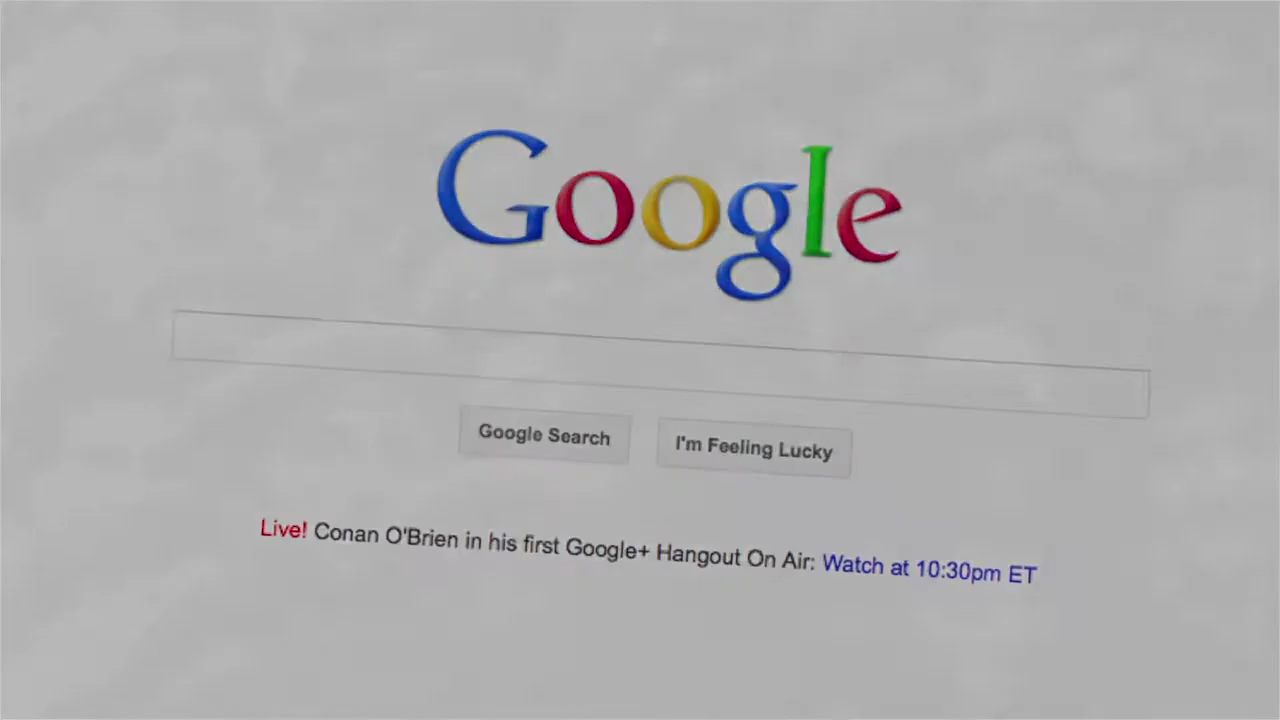 Google
Google Search
I'm Feeling Lucky
Live! Conan O'Brien in his first Google+ Hangout On Air: Watch at 10:30pm ET